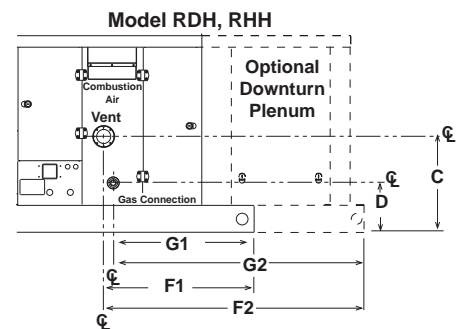 Model RDH, RHH
Optional
Downturn
Plenum
Combustion
Air
Vent
℄
℄
C
D
Gas Connection
G1
G2
℄
F1
F2
℄